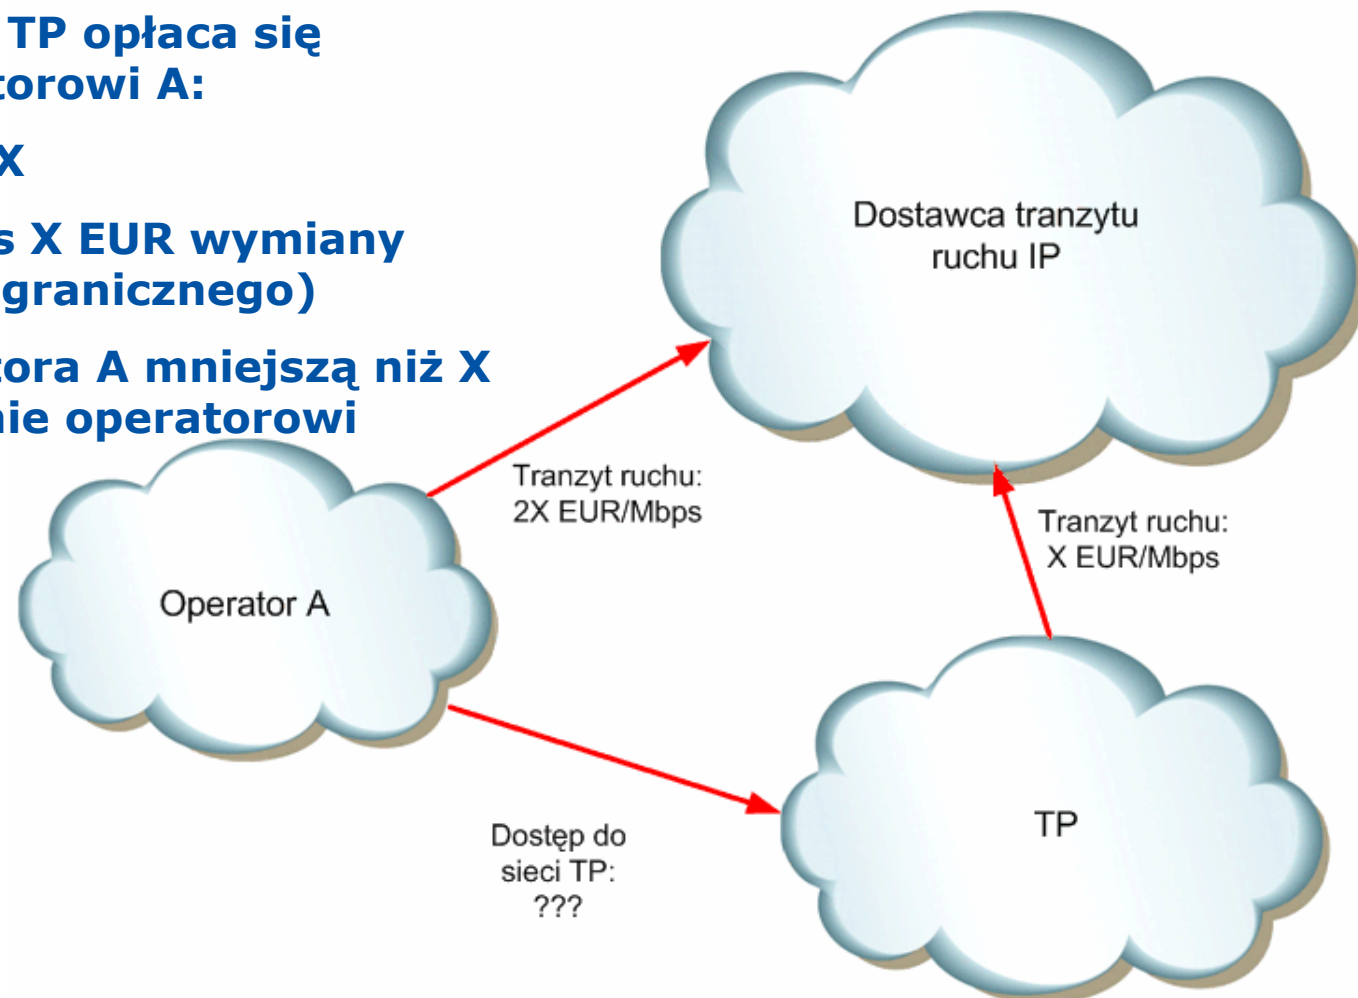 TP opłaca się
torowi A:
X
s X EUR wymiany
granicznego)
tora A mniejszą niż X
nie operatorowi
Dostawca tranzytu
ruchu IP
Tranzyt ruchu:
2X EUR/Mbps
Tranzyt ruchu:
X EUR/Mbps
Operator A
Dostęp do
sieci TP:
???
TP